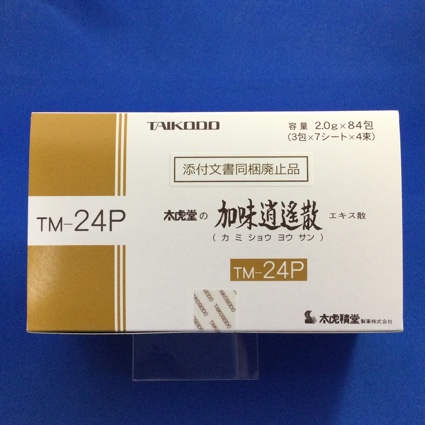 TAIKODO
容量 2.0g×84包
(3包×7シート×4束)
添付文書同梱廃止品
TM-24P
太虎堂の 加味逍遙散 エキス散
(カミショウヨウサン)
TM-24P
太虎精堂製薬株式会社
TAIKOSEIDO